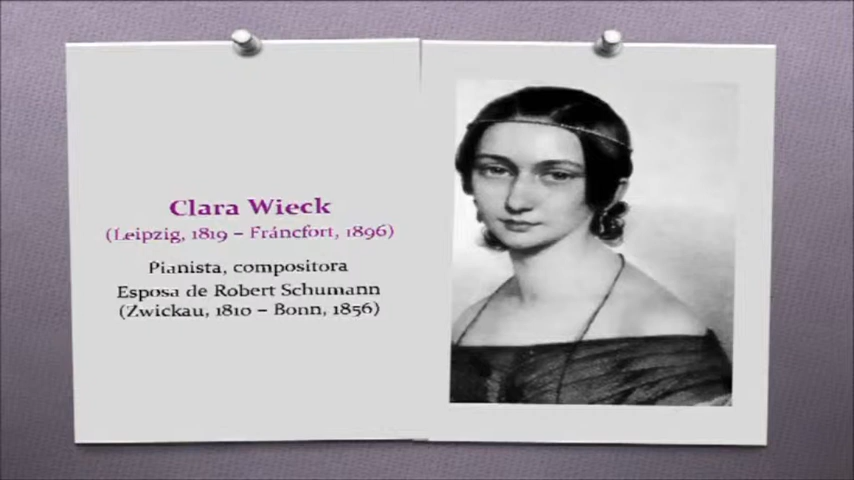 Clara Wieck
(Leipzig, 1819 – Fráncfort, 1896)
Pianista, compositora
Esposa de Robert Schumann
(Zwickau, 1810 – Bonn, 1856)